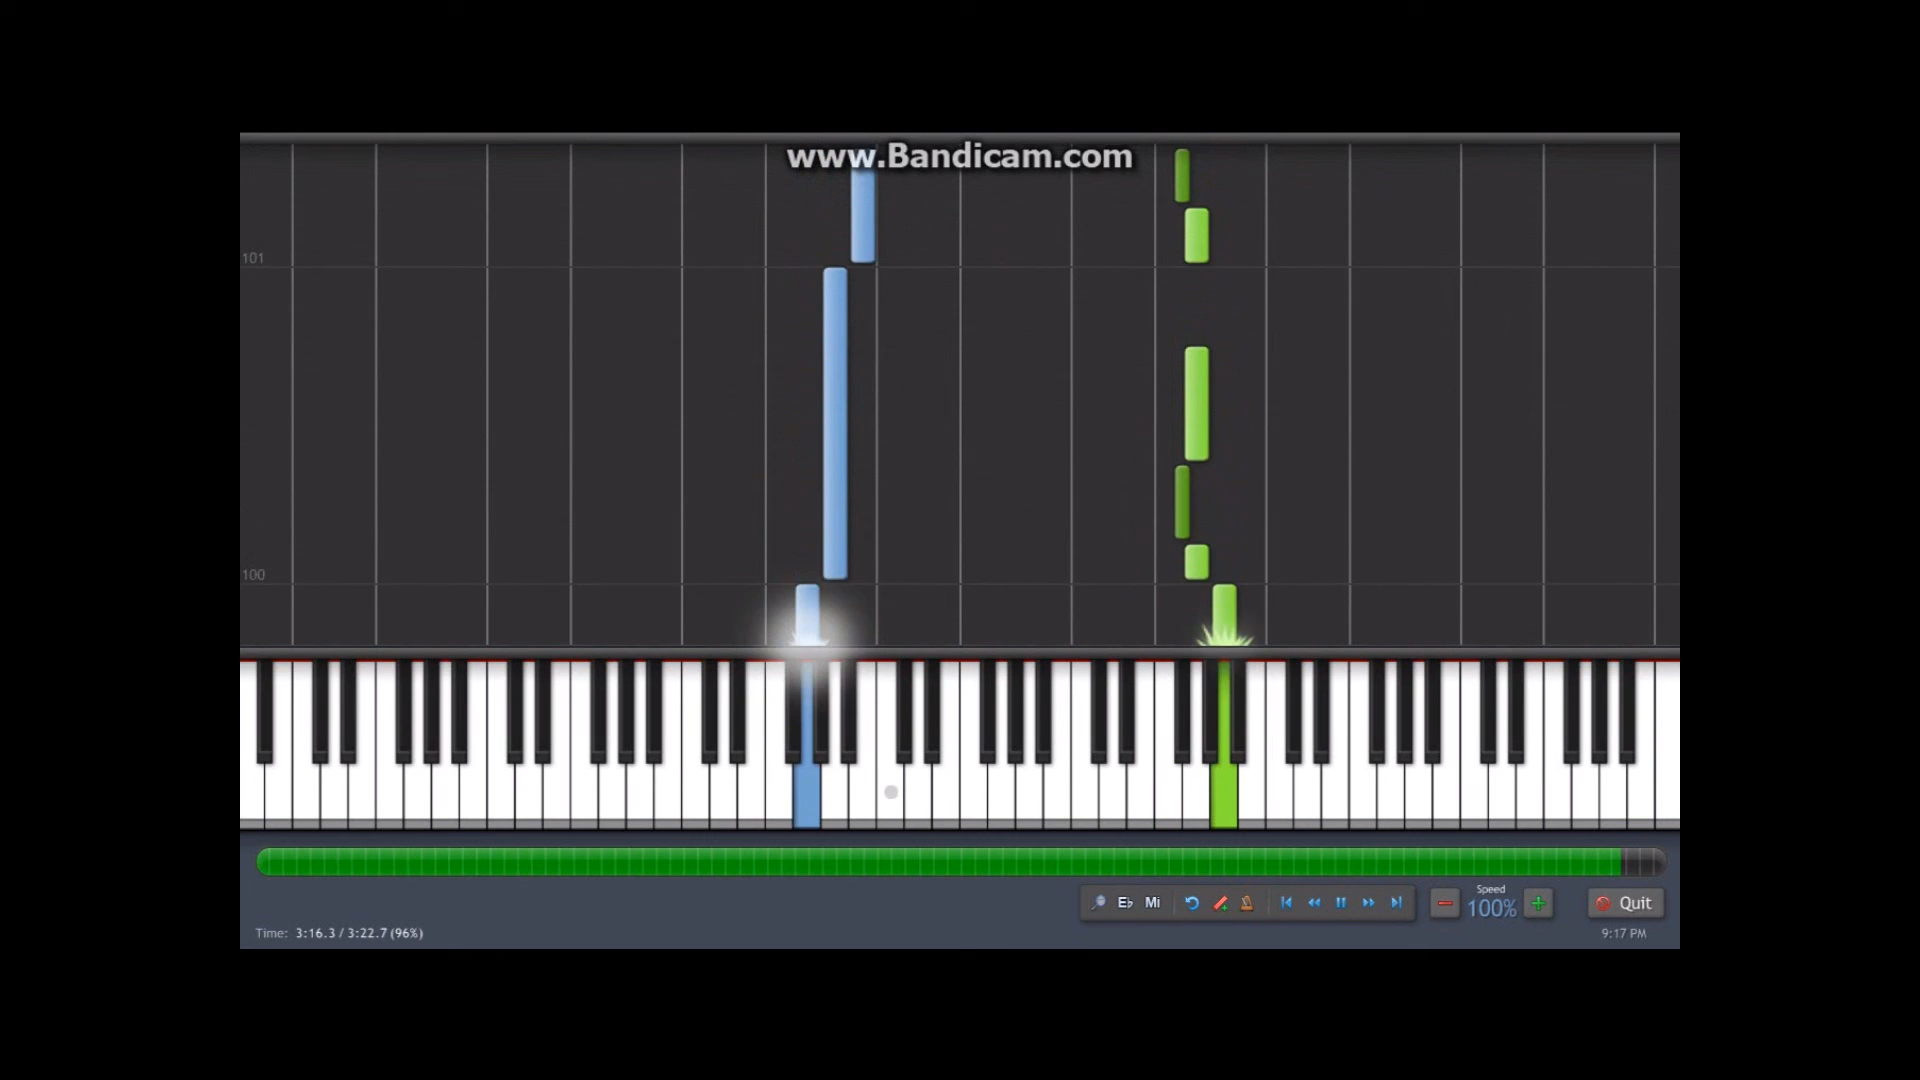 www.Bandicam.com
101
100
Speed
E♭ Mi
100%
Quit
Time: 3:16.3 / 3:22.7 (96%)
9:17 PM